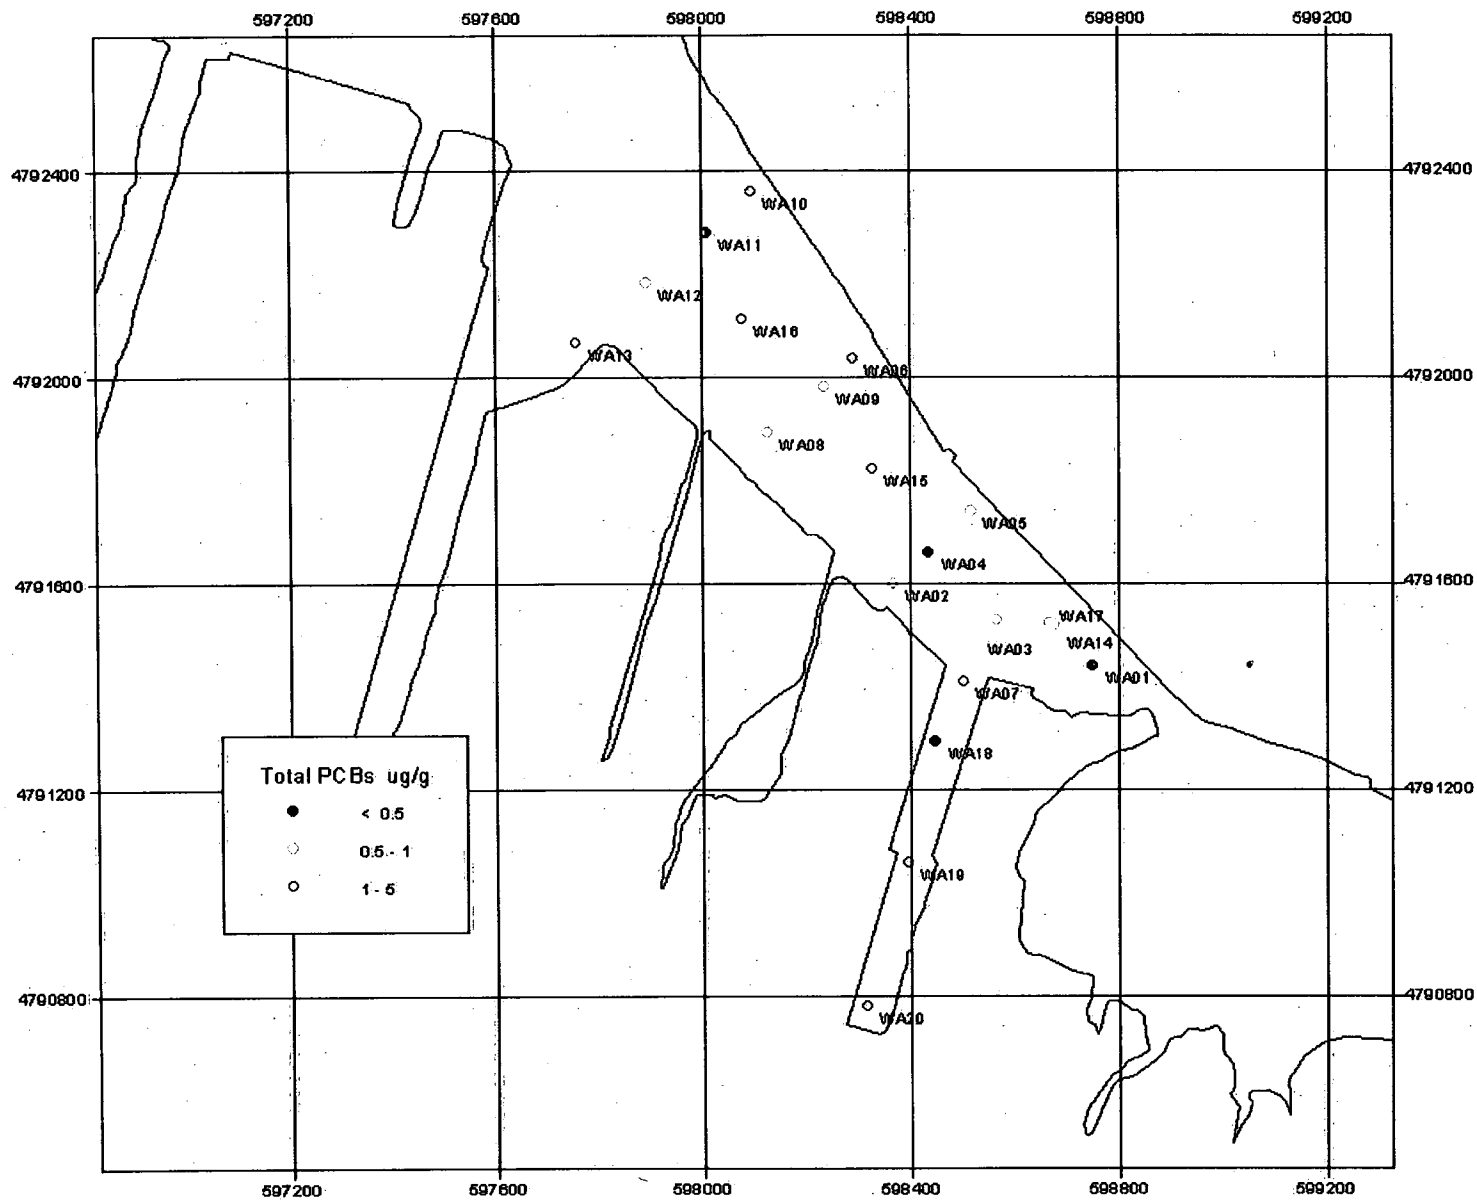 597200 597600 598000 598400 598800 599200
4792400 4792400
WA10
WA11
WA12
WA16
WA13
WA06
4792000 4792000
WA09
WA08
WA15
WA05
WA04
4791600 4791600
WA02
WA17
WA14
WA03
WA01
WA07
WA18
Total PCBs ug/g
< 0.5
0.5 - 1
1 - 5
4791200 4791200
WA19
4790800 4790800
WA20
597200 597600 598000 598400 598800 599200